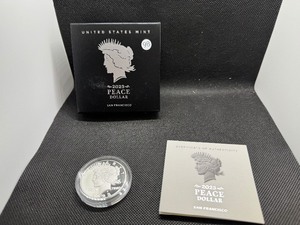 UNITED STATES MINT
2023
PEACE
DOLLAR
SAN FRANCISCO
2023
PEACE
DOLLAR
SAN FRANCISCO